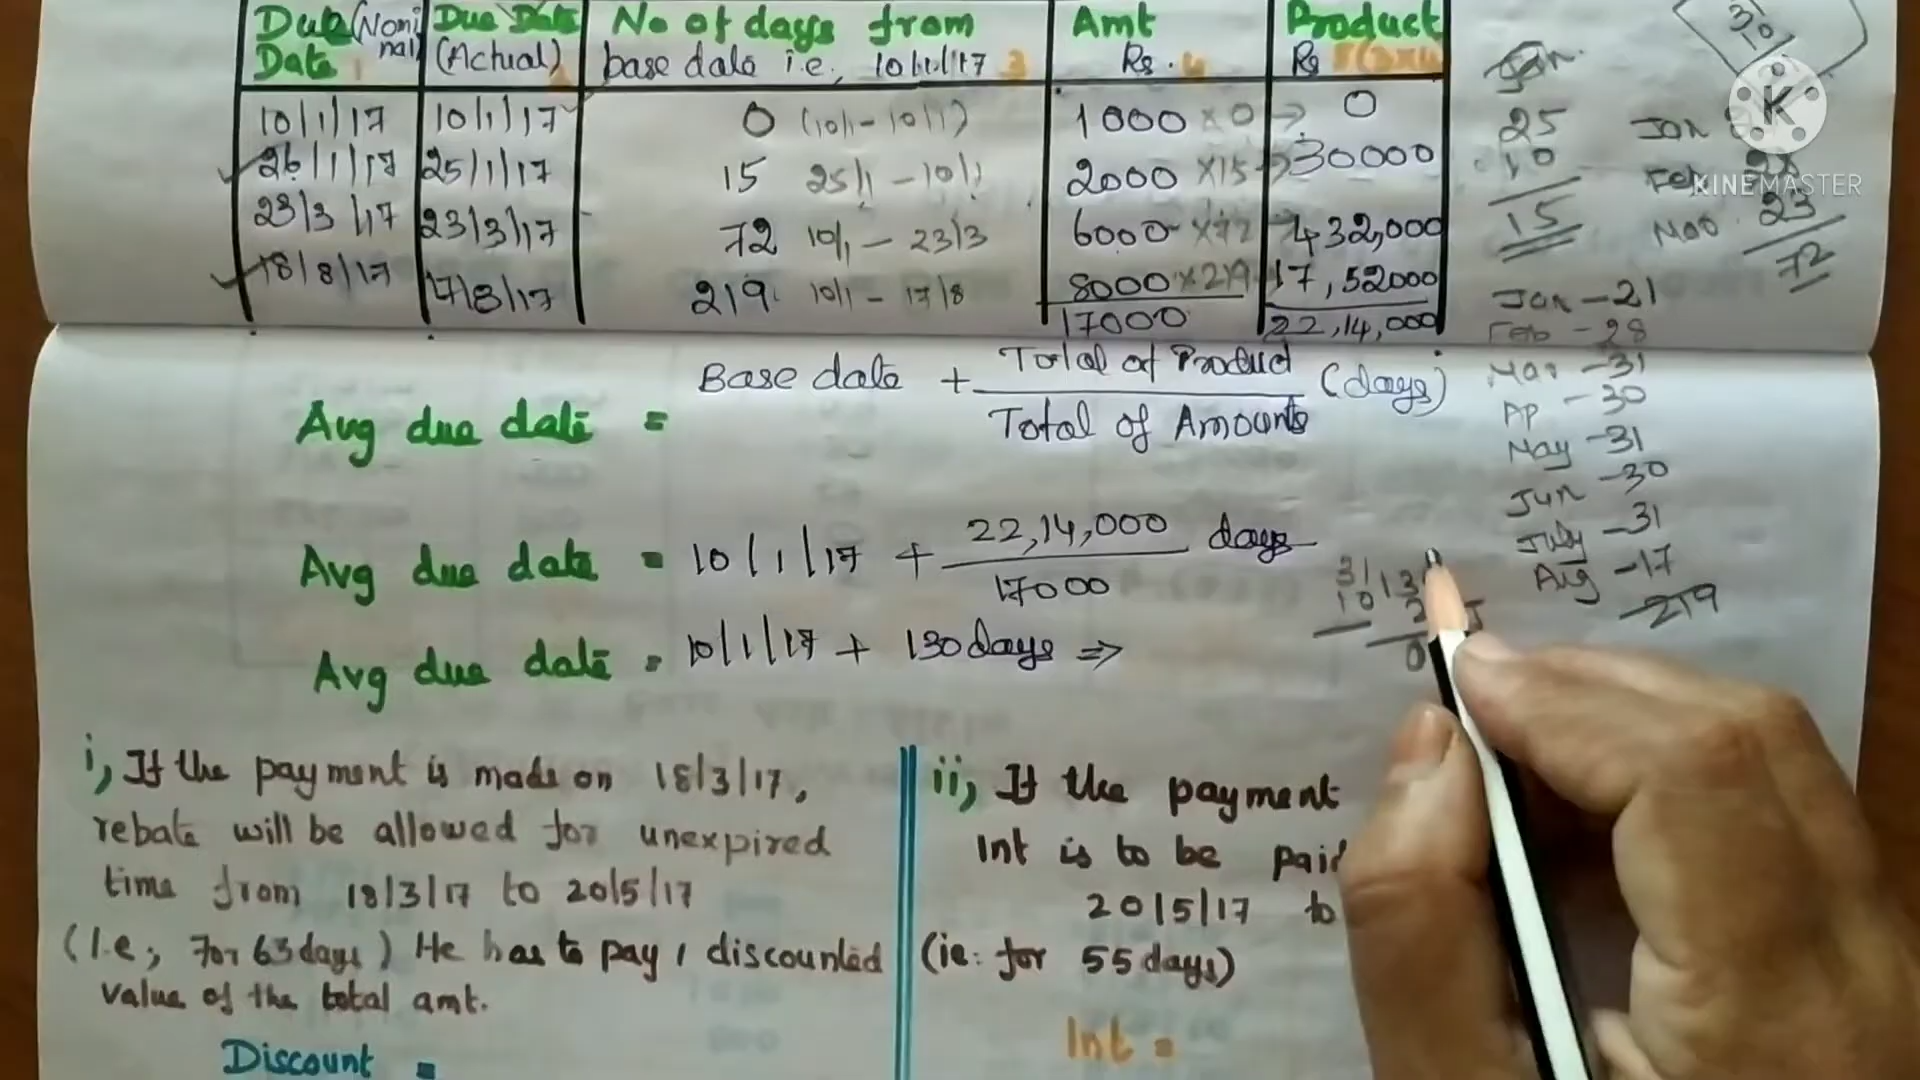 Due (Nominal) Date 1
Due Date (Actual) 2
No of days from base date i.e., 10/1/17 3
Amt Rs. 4
Product Rs
10/1/17 10/1/17 0 (10/1 - 10/1) 1000 × 0 → 0
26/1/17 25/1/17 15 25/1 - 10/1 2000 ×15 → 30000
23/3/17 23/3/17 72 10/1 - 23/3 6000 ×72 432,000
18/8/17 17/8/17 219 10/1 - 17/8 8000 ×219 17,52000
17000 22,14,000
30
Jan
25
10
15
Jan
Feb 28
Mar 23
72
K
KINEMASTER
Jan - 21
Feb - 28
Mar - 31
AP - 30
May - 31
Jun - 30
July - 31
Aug - 17
219
Avg due date = Base date + Total of Product / Total of Amounts (days)
Avg due date = 10/1/17 + 22,14,000 / 17000 days
Avg due date = 10/1/17 + 130 days ⇒
31
10
i, If the payment is made on 18/3/17,
rebate will be allowed for unexpired
time from 18/3/17 to 20/5/17
(I.e; for 63 days) He has to pay, discounted
value of the total amt.
Discount =
ii, If the payment
Int is to be paid
20/5/17 to
(ie: for 55 days)
Int =